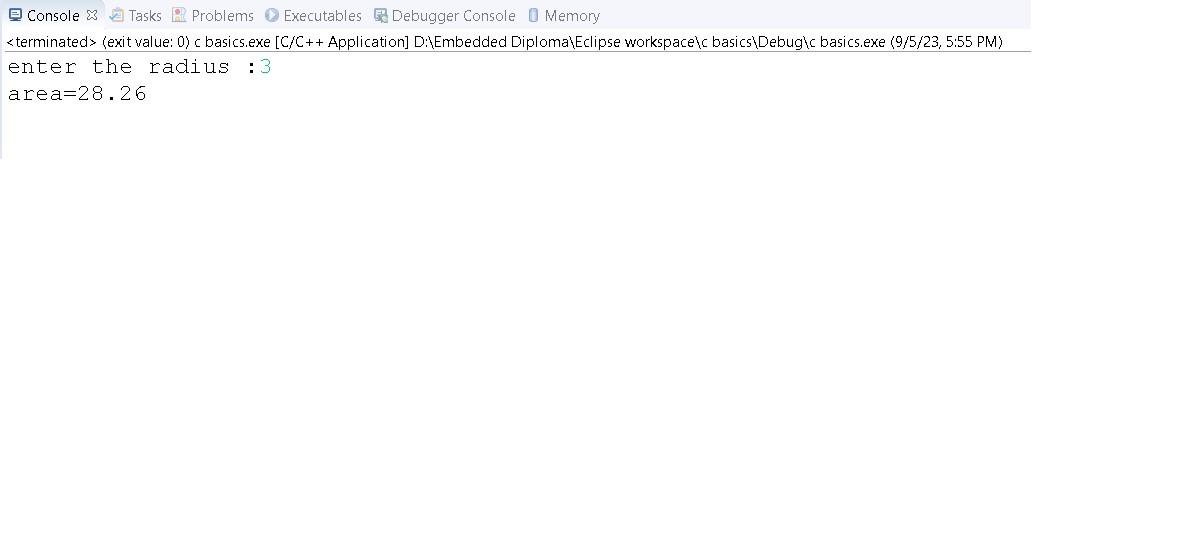 Console Tasks Problems Executables Debugger Console Memory
<terminated> (exit value: 0) c basics.exe [C/C++ Application] D:\Embedded Diploma\Eclipse workspace\c basics\Debug\c basics.exe (9/5/23, 5:55 PM)
enter the radius :3
area=28.26